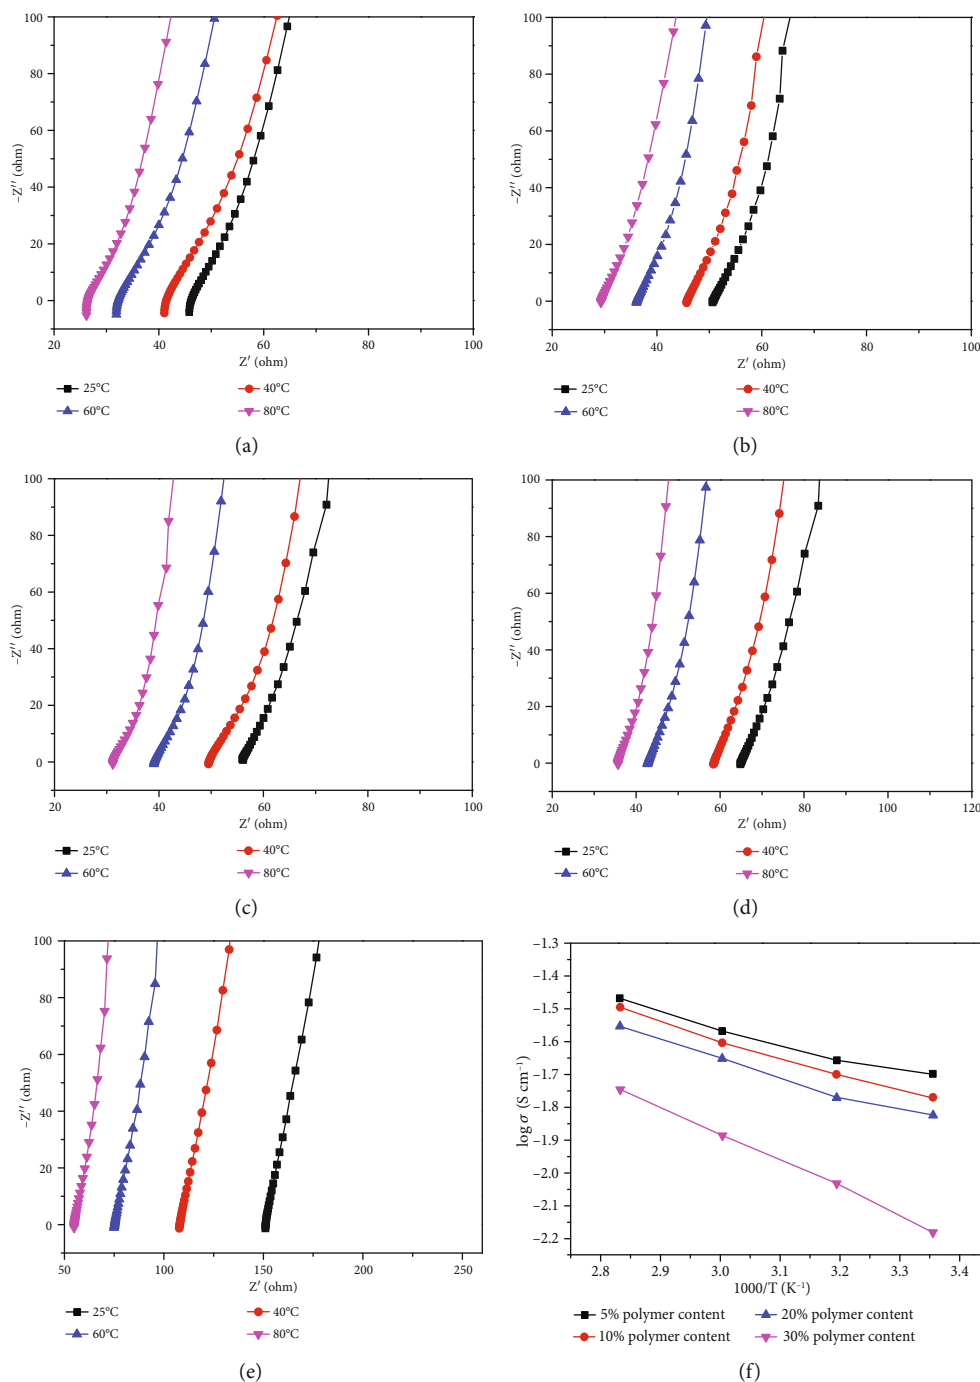 100
80
60
40
20
0
–Z′′ (ohm)
20 40 60 80 100
Z′ (ohm)
25°C 40°C
60°C 80°C
(a)
100
80
60
40
20
0
–Z′′ (ohm)
20 40 60 80 100
Z′ (ohm)
25°C 40°C
60°C 80°C
(b)
100
80
60
40
20
0
–Z′′ (ohm)
20 40 60 80 100
Z′ (ohm)
25°C 40°C
60°C 80°C
(c)
100
80
60
40
20
0
–Z′′ (ohm)
20 40 60 80 100 120
Z′ (ohm)
25°C 40°C
60°C 80°C
(d)
100
80
60
40
20
0
–Z′′ (ohm)
50 100 150 200 250
Z′ (ohm)
25°C 40°C
60°C 80°C
(e)
–1.3
–1.4
–1.5
–1.6
–1.7
–1.8
–1.9
–2.0
–2.1
–2.2
log σ (S cm⁻¹)
2.8 2.9 3.0 3.1 3.2 3.3 3.4
1000/T (K⁻¹)
5% polymer content 20% polymer content
10% polymer content 30% polymer content
(f)